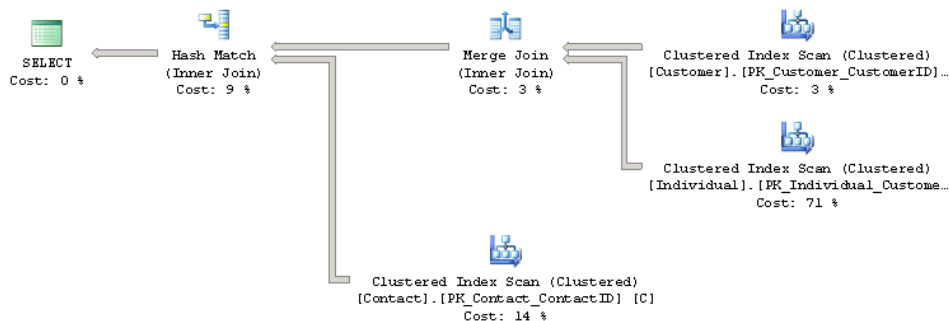 SELECT
Cost: 0 %
Hash Match
(Inner Join)
Cost: 9 %
Merge Join
(Inner Join)
Cost: 3 %
Clustered Index Scan (Clustered)
[Customer].[PK_Customer_CustomerID]…
Cost: 3 %
Clustered Index Scan (Clustered)
[Individual].[PK_Individual_Custome…
Cost: 71 %
Clustered Index Scan (Clustered)
[Contact].[PK_Contact_ContactID] [C]
Cost: 14 %